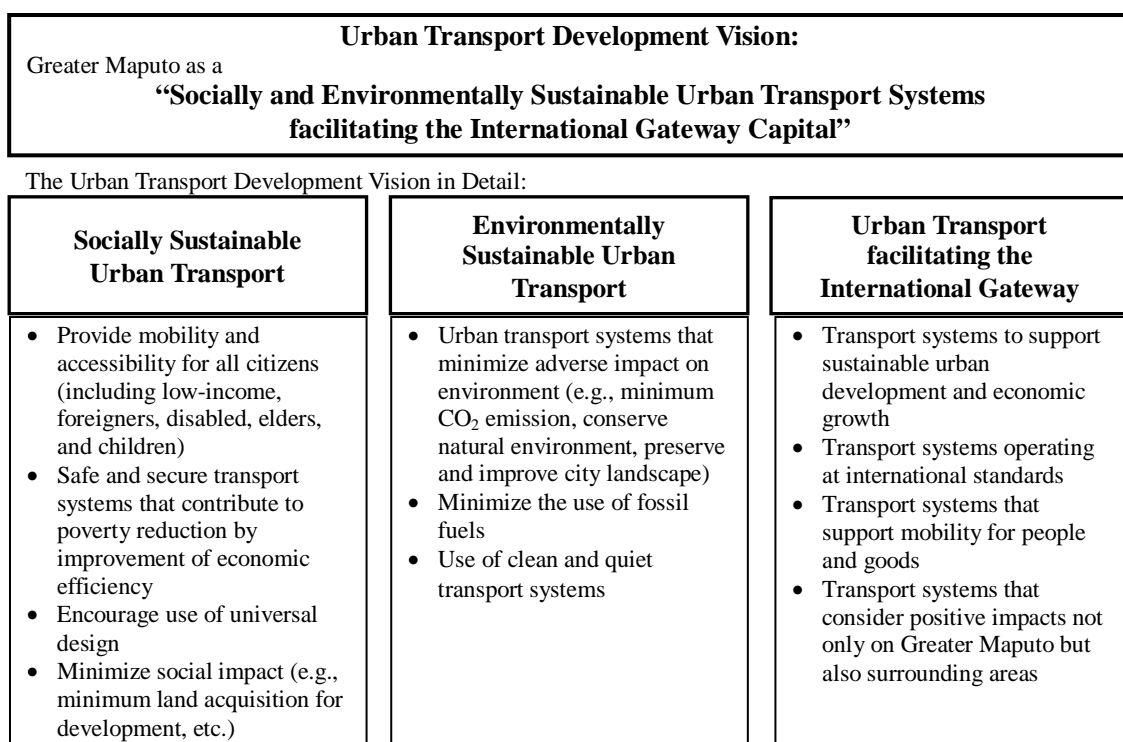 Urban Transport Development Vision:
Greater Maputo as a
“Socially and Environmentally Sustainable Urban Transport Systems
facilitating the International Gateway Capital”
The Urban Transport Development Vision in Detail:
Socially Sustainable
Urban Transport
• Provide mobility and
accessibility for all citizens
(including low-income,
foreigners, disabled, elders,
and children)
• Safe and secure transport
systems that contribute to
poverty reduction by
improvement of economic
efficiency
• Encourage use of universal
design
• Minimize social impact (e.g.,
minimum land acquisition for
development, etc.)
Environmentally
Sustainable Urban
Transport
• Urban transport systems that
minimize adverse impact on
environment (e.g., minimum
CO₂ emission, conserve
natural environment, preserve
and improve city landscape)
• Minimize the use of fossil
fuels
• Use of clean and quiet
transport systems
Urban Transport
facilitating the
International Gateway
• Transport systems to support
sustainable urban
development and economic
growth
• Transport systems operating
at international standards
• Transport systems that
support mobility for people
and goods
• Transport systems that
consider positive impacts not
only on Greater Maputo but
also surrounding areas